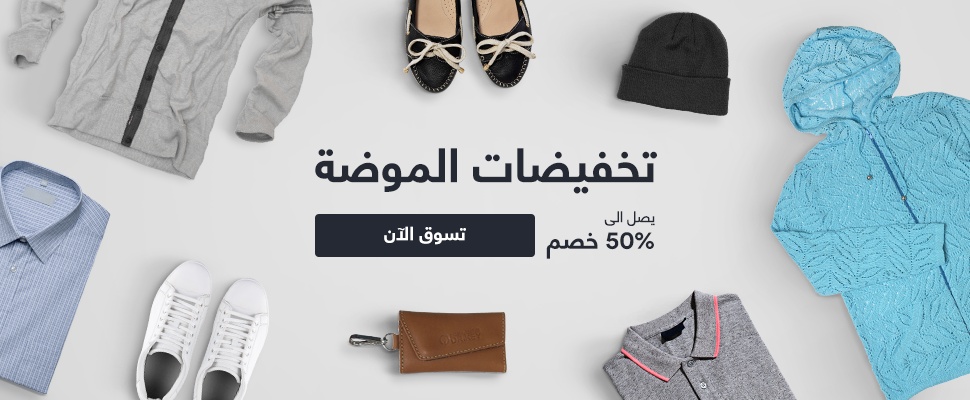 تخفيضات الموضة
يصل الى
50% خصم
تسوق الآن